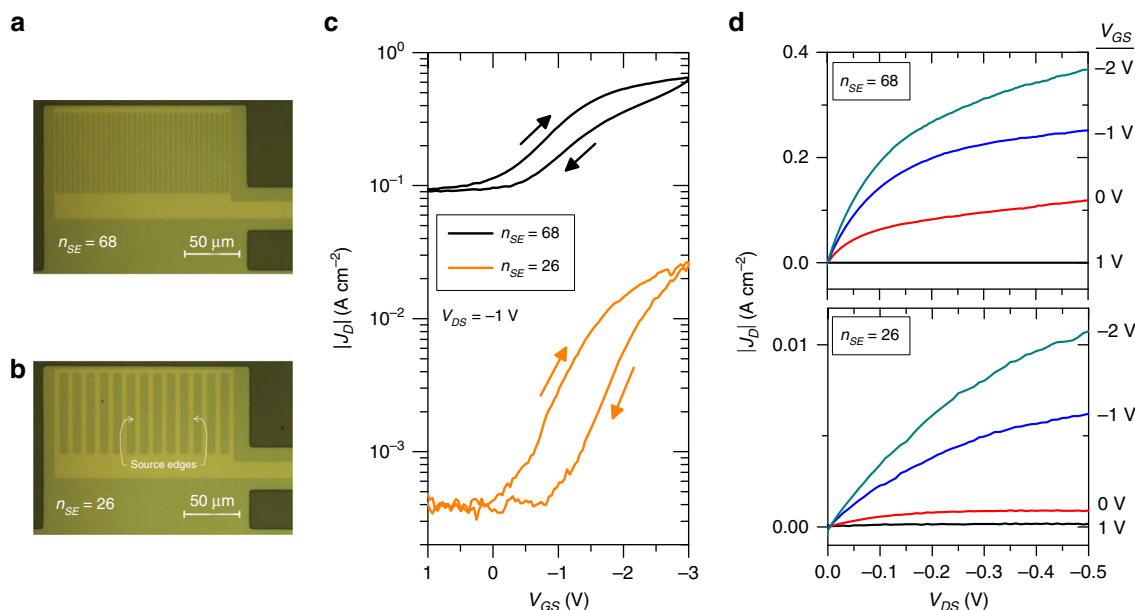 a
n_SE = 68
50 μm
b
Source edges
n_SE = 26
50 μm
c
10⁰
10⁻¹
10⁻²
10⁻³
|J_D| (A cm⁻²)
n_SE = 68
n_SE = 26
V_DS = –1 V
1 0 –1 –2 –3
V_GS (V)
d
V_GS
0.4
0.2
0.0
|J_D| (A cm⁻²)
n_SE = 68
–2 V
–1 V
0 V
1 V
0.01
0.00
n_SE = 26
–2 V
–1 V
0 V
1 V
0.0 –0.1 –0.2 –0.3 –0.4 –0.5
V_DS (V)